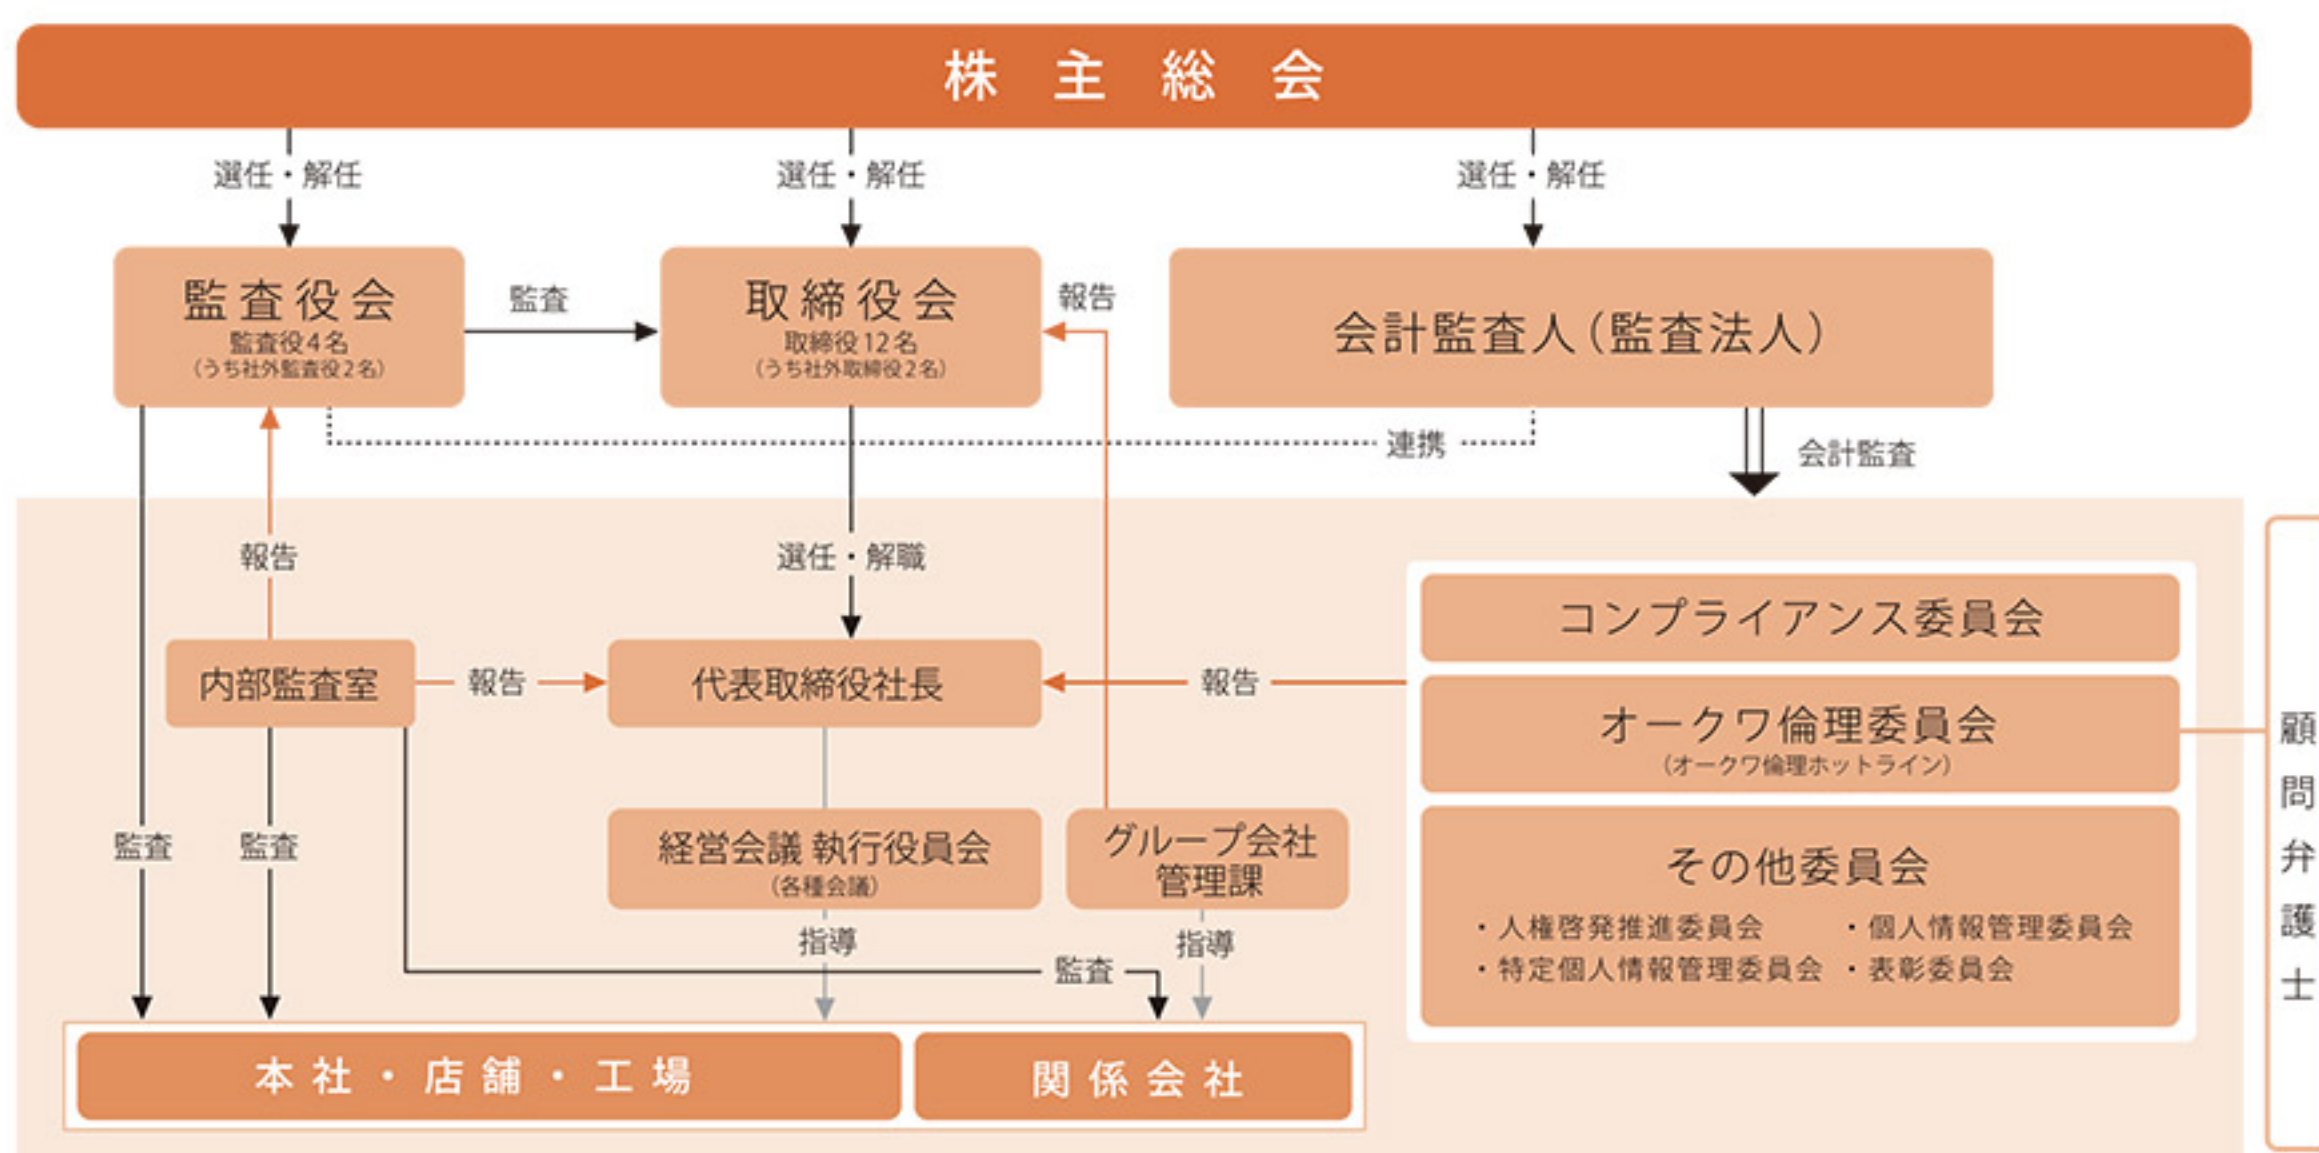 株主総会
選任・解任
選任・解任
選任・解任
監査役会
監査役4名
(うち社外監査役2名)
監査
取締役会
取締役12名
(うち社外取締役2名)
報告
会計監査人(監査法人)
連携
会計監査
報告
選任・解職
内部監査室
報告
代表取締役社長
報告
コンプライアンス委員会
オークワ倫理委員会
(オークワ倫理ホットライン)
顧問弁護士
監査
監査
経営会議 執行役員会
(各種会議)
グループ会社
管理課
その他委員会
・人権啓発推進委員会
・個人情報管理委員会
・特定個人情報管理委員会
・表彰委員会
指導
監査
指導
本社・店舗・工場
関係会社